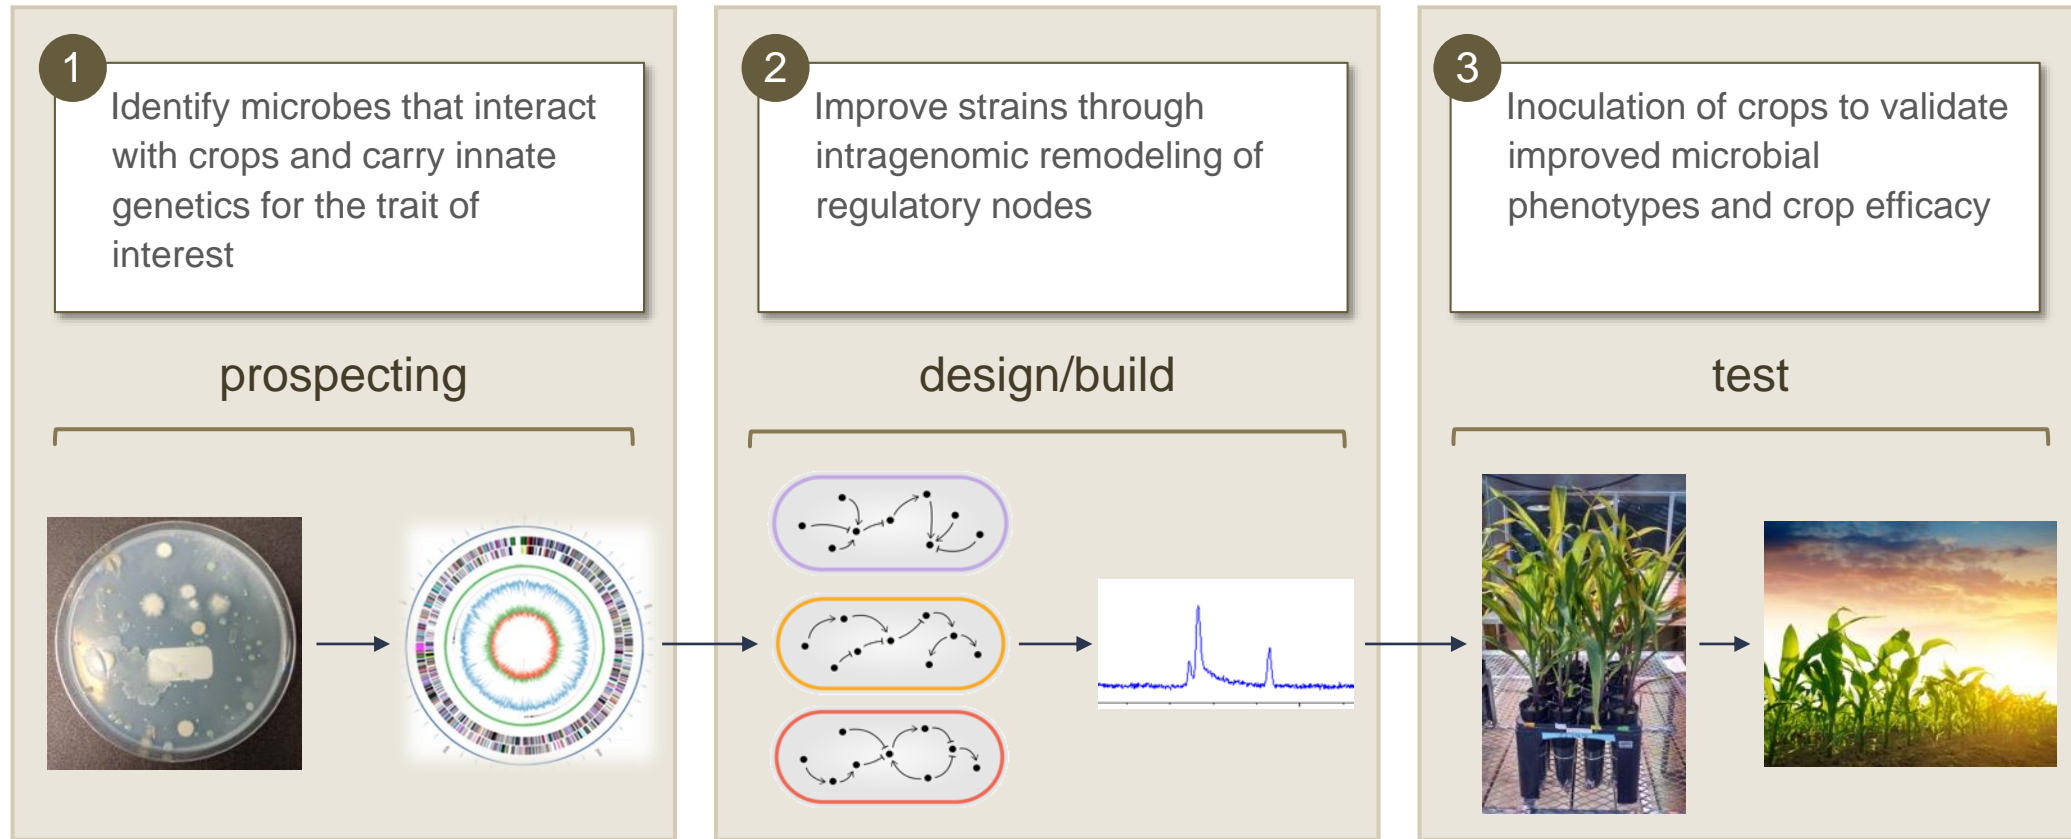 1
Identify microbes that interact
with crops and carry innate
genetics for the trait of
interest
prospecting
2
Improve strains through
intragenomic remodeling of
regulatory nodes
design/build
3
Inoculation of crops to validate
improved microbial
phenotypes and crop efficacy
test